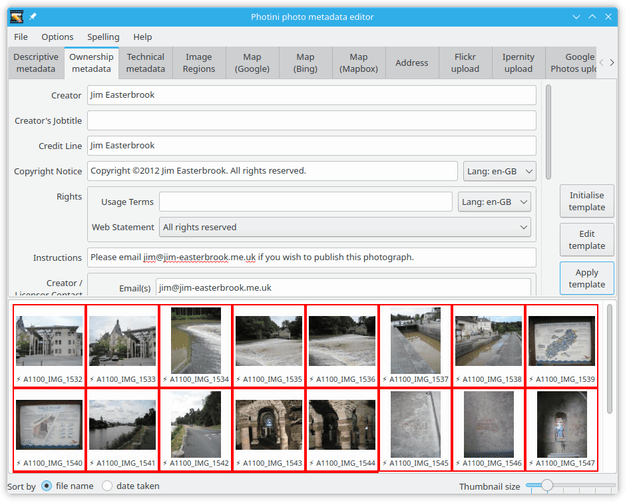 Photini photo metadata editor
File Options Spelling Help
Descriptive metadata
Ownership metadata
Technical metadata
Image Regions
Map (Google)
Map (Bing)
Map (Mapbox)
Address
Flickr upload
Ipernity upload
Google Photos uplo
Creator Jim Easterbrook
Creator's Jobtitle
Credit Line Jim Easterbrook
Copyright Notice Copyright ©2012 Jim Easterbrook. All rights reserved. Lang: en-GB
Rights Usage Terms Lang: en-GB
Web Statement All rights reserved
Initialise template
Edit template
Apply template
Instructions Please email jim@jim-easterbrook.me.uk if you wish to publish this photograph.
Creator / Licensor Contact
Email(s) jim@jim-easterbrook.me.uk
A1100_IMG_1532 A1100_IMG_1533 A1100_IMG_1534 A1100_IMG_1535 A1100_IMG_1536 A1100_IMG_1537 A1100_IMG_1538 A1100_IMG_1539
A1100_IMG_1540 A1100_IMG_1541 A1100_IMG_1542 A1100_IMG_1543 A1100_IMG_1544 A1100_IMG_1545 A1100_IMG_1546 A1100_IMG_1547
Sort by file name date taken Thumbnail size